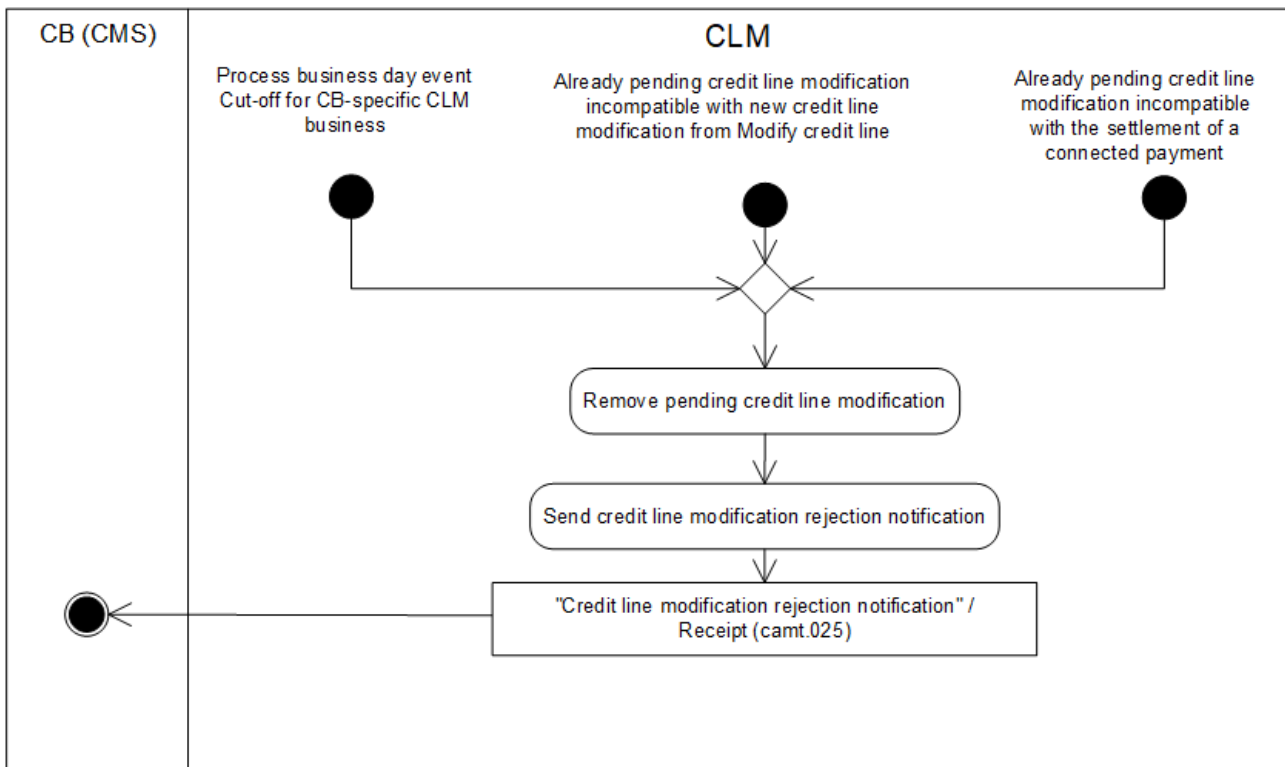 CB (CMS)
CLM
Process business day event
Cut-off for CB-specific CLM
business
Already pending credit line modification
incompatible with new credit line
modification from Modify credit line
Already pending credit line
modification incompatible
with the settlement of a
connected payment
Remove pending credit line modification
Send credit line modification rejection notification
"Credit line modification rejection notification" /
Receipt (camt.025)